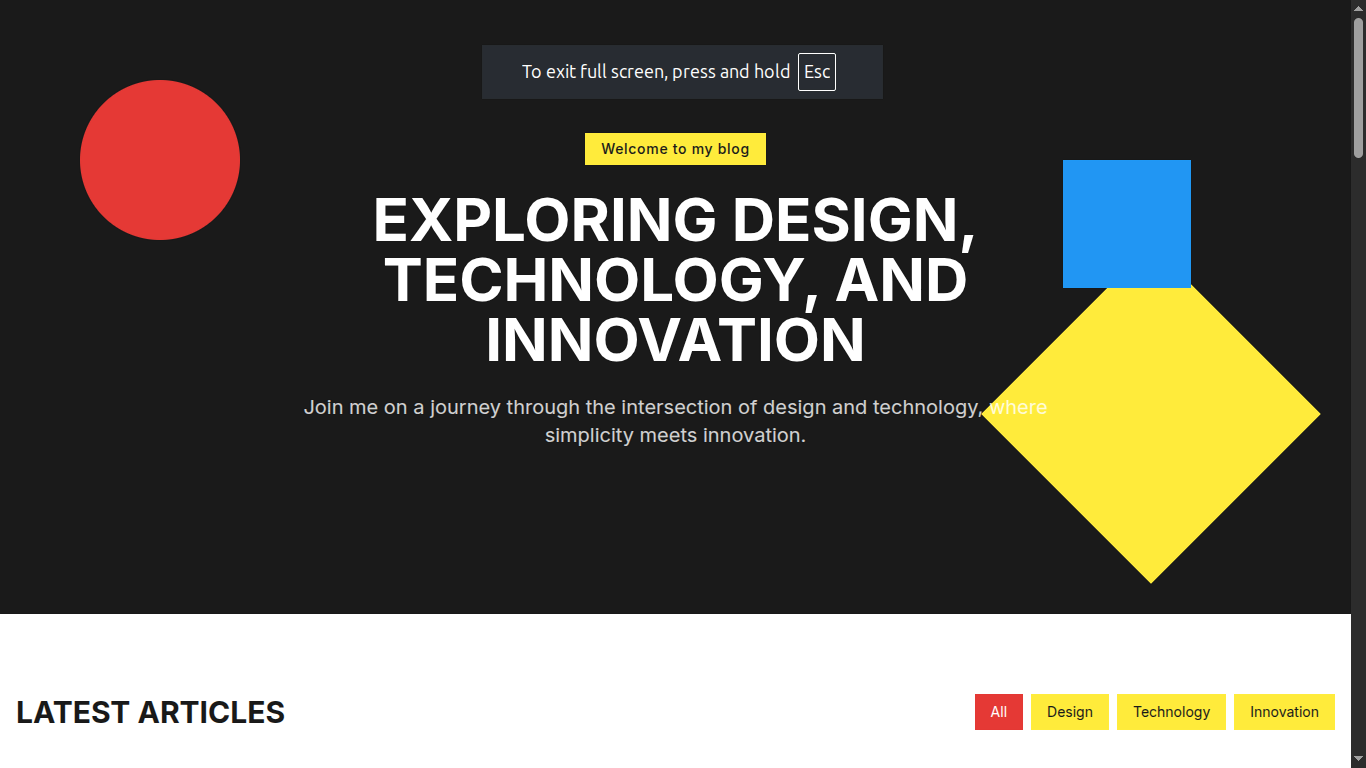 To exit full screen, press and hold Esc
Welcome to my blog
EXPLORING DESIGN,
TECHNOLOGY, AND
INNOVATION
Join me on a journey through the intersection of design and technology, where
simplicity meets innovation.
LATEST ARTICLES
All Design Technology Innovation